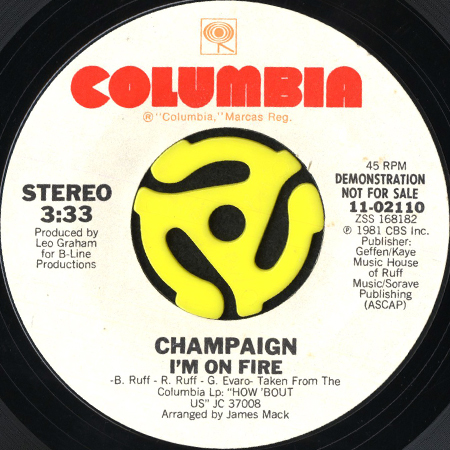 COLUMBIA
® "Columbia," Marcas Reg.
STEREO
3:33
Produced by
Leo Graham
for B-Line
Productions
45 RPM
DEMONSTRATION
NOT FOR SALE
11-02110
ZSS 168182
℗ 1981 CBS Inc.
Publisher:
Geffen/Kaye
Music House
of Ruff
Music/Sorave
Publishing
(ASCAP)
CHAMPAIGN
I'M ON FIRE
-B. Ruff - R. Ruff - G. Evaro- Taken From The
Columbia Lp: "HOW 'BOUT
US" JC 37008
Arranged by James Mack